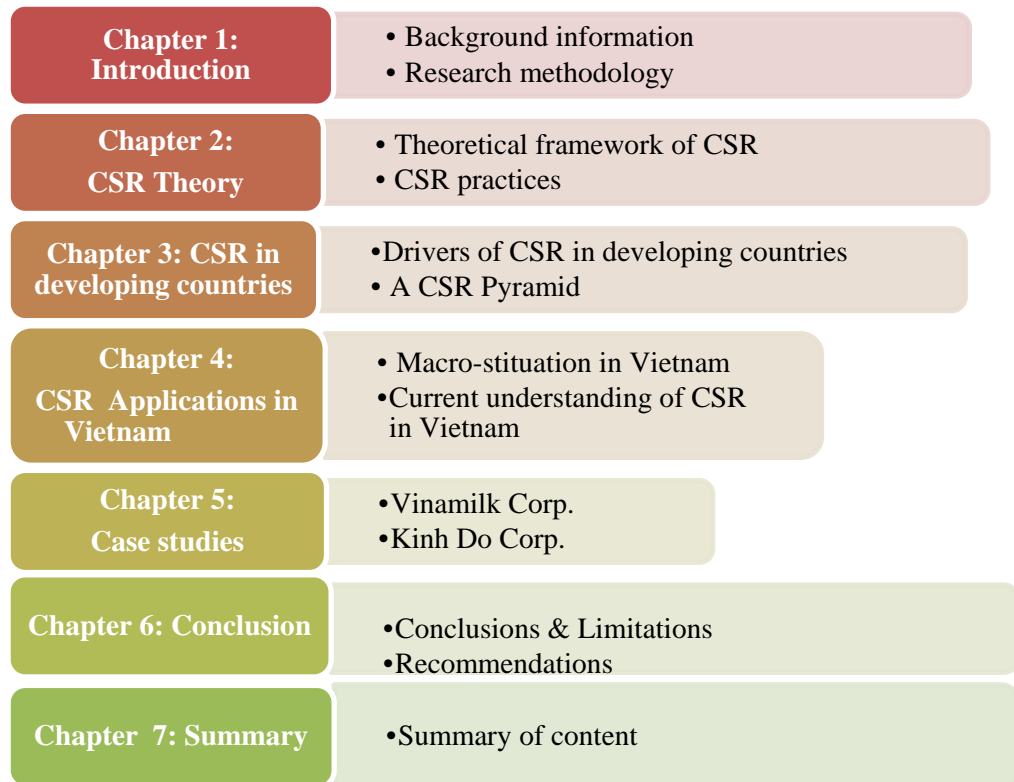 Chapter 1:
Introduction
• Background information
• Research methodology
Chapter 2:
CSR Theory
• Theoretical framework of CSR
• CSR practices
Chapter 3: CSR in
developing countries
•Drivers of CSR in developing countries
• A CSR Pyramid
Chapter 4:
CSR Applications in
Vietnam
• Macro-stituation in Vietnam
•Current understanding of CSR
in Vietnam
Chapter 5:
Case studies
•Vinamilk Corp.
•Kinh Do Corp.
Chapter 6: Conclusion
•Conclusions & Limitations
•Recommendations
Chapter 7: Summary
•Summary of content